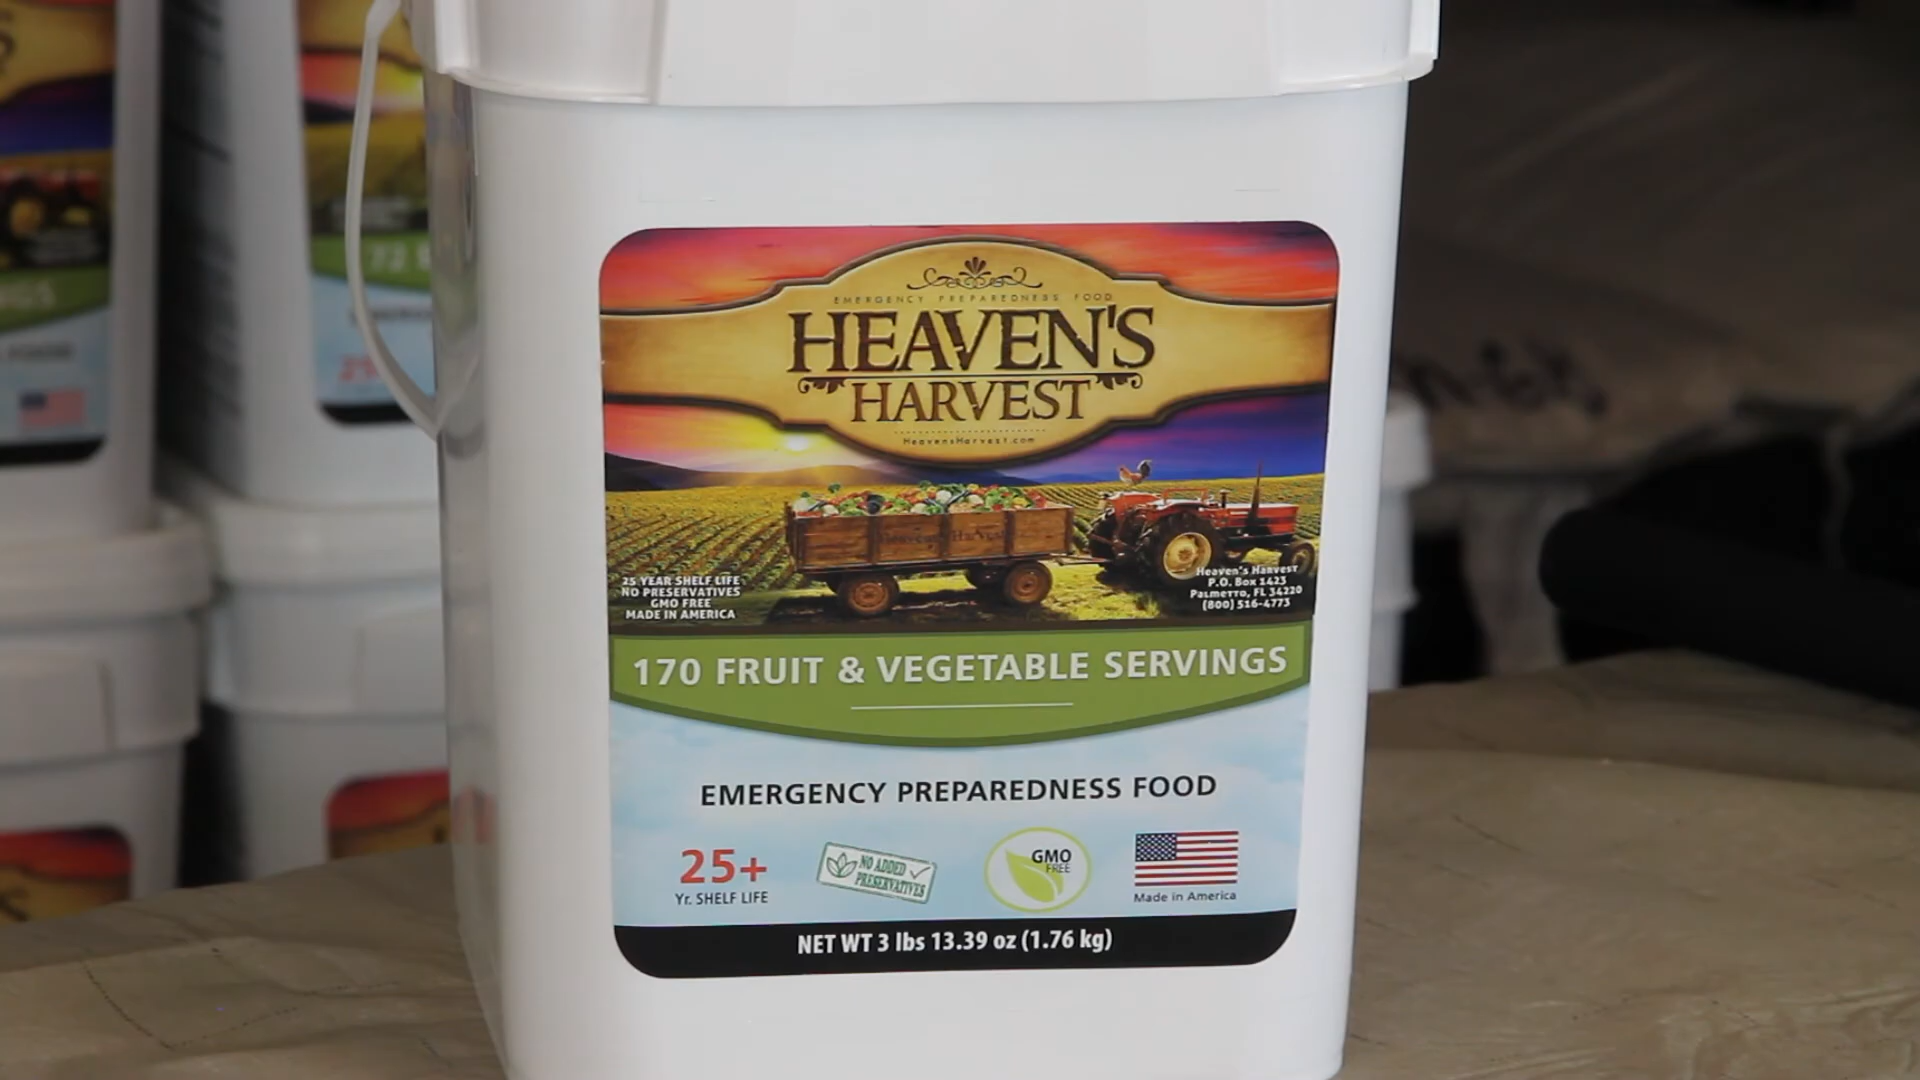 EMERGENCY PREPAREDNESS FOOD
HEAVEN'S
HARVEST
HeavensHarvest.com
Heaven's Harvest
25 YEAR SHELF LIFE
NO PRESERVATIVES
GMO FREE
MADE IN AMERICA
Heaven's Harvest
P.O. Box 1423
Palmetto, FL 34220
(800) 516-4773
170 FRUIT & VEGETABLE SERVINGS
EMERGENCY PREPAREDNESS FOOD
25+
Yr. SHELF LIFE
NO ADDED
PRESERVATIVES
GMO
FREE
Made in America
NET WT 3 lbs 13.39 oz (1.76 kg)
72